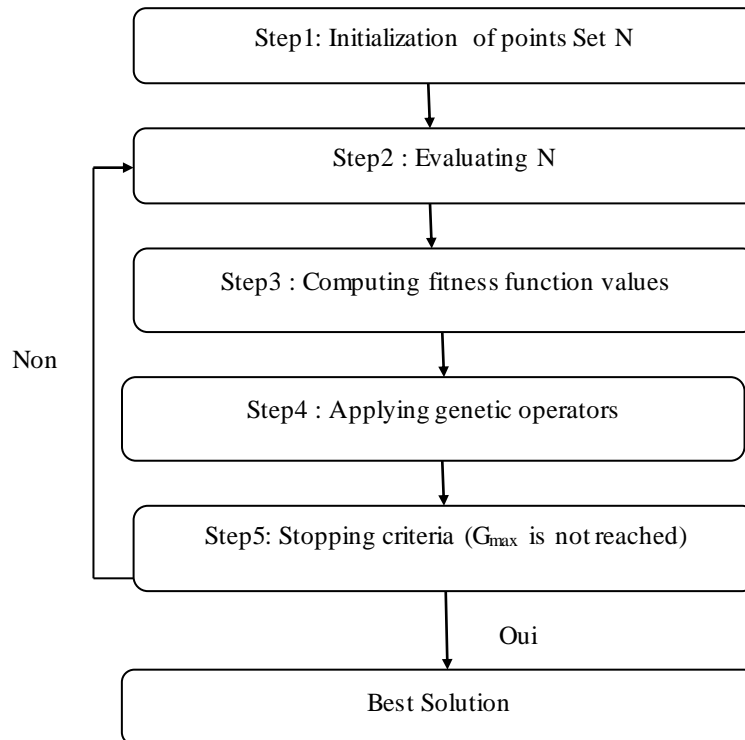 Step1: Initialization of points Set N
Step2 : Evaluating N
Step3 : Computing fitness function values
Non
Step4 : Applying genetic operators
Step5: Stopping criteria (Gmax is not reached)
Oui
Best Solution